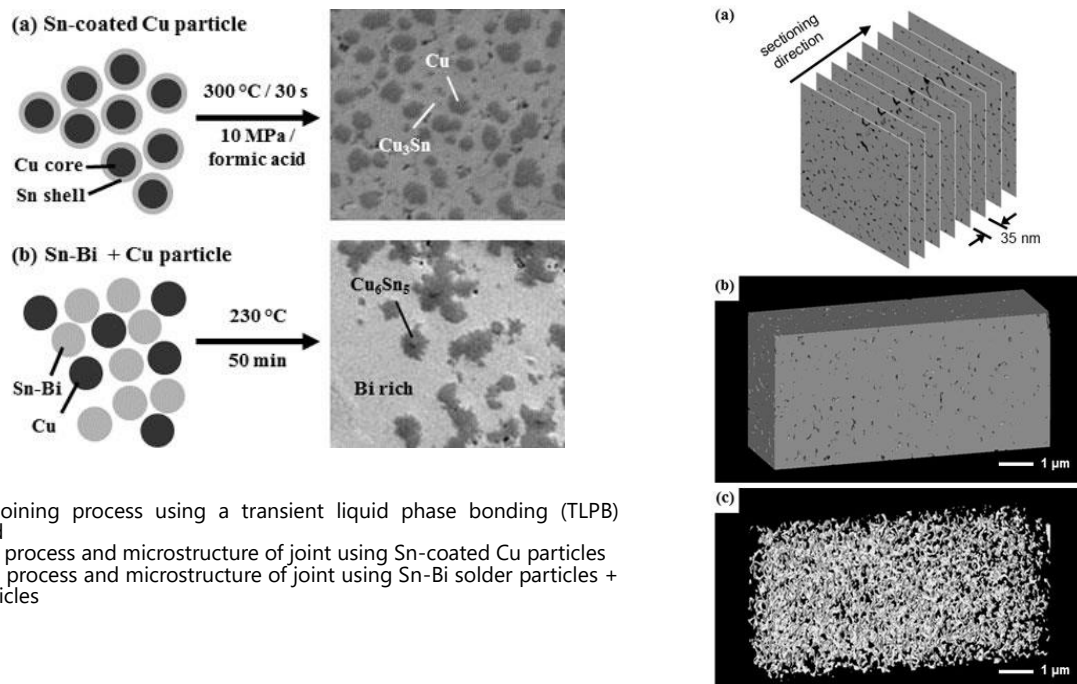 (a) Sn-coated Cu particle
300 °C / 30 s
10 MPa /
formic acid
Cu core
Sn shell
Cu
Cu₃Sn
(b) Sn-Bi + Cu particle
230 °C
50 min
Sn-Bi
Cu
Cu₆Sn₅
Bi rich
oining process using a transient liquid phase bonding (TLPB)
process and microstructure of joint using Sn-coated Cu particles
process and microstructure of joint using Sn-Bi solder particles +
icles
(a)
sectioning
direction
35 nm
(b)
1 µm
(c)
1 µm